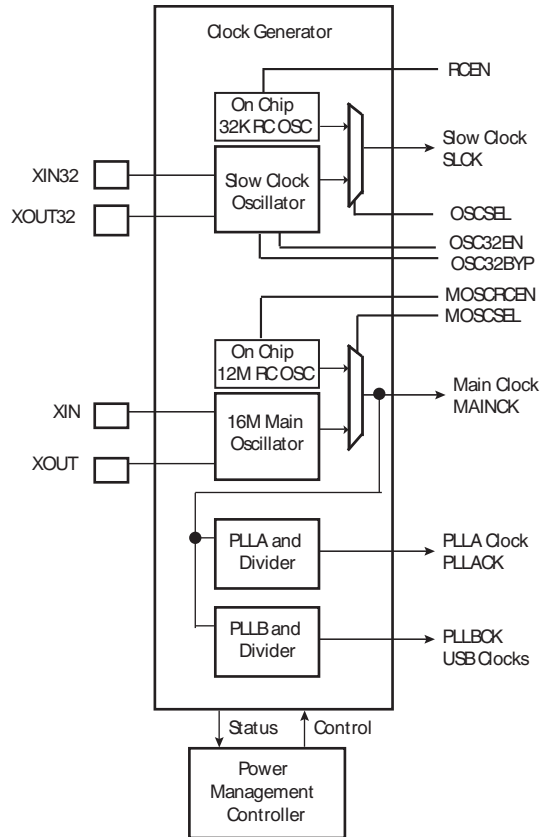 Clock Generator
RCEN
On Chip
32K RC OSC
Slow Clock
SLCK
XIN32
Slow Clock
Oscillator
XOUT32
OSCSEL
OSC32EN
OSC32BYP
MOSCRCEN
MOSCSEL
On Chip
12M RC OSC
Main Clock
MAINCK
XIN
16M Main
Oscillator
XOUT
PLLA and
Divider
PLLA Clock
PLLACK
PLLB and
Divider
PLLBCK
USB Clocks
Status
Control
Power
Management
Controller